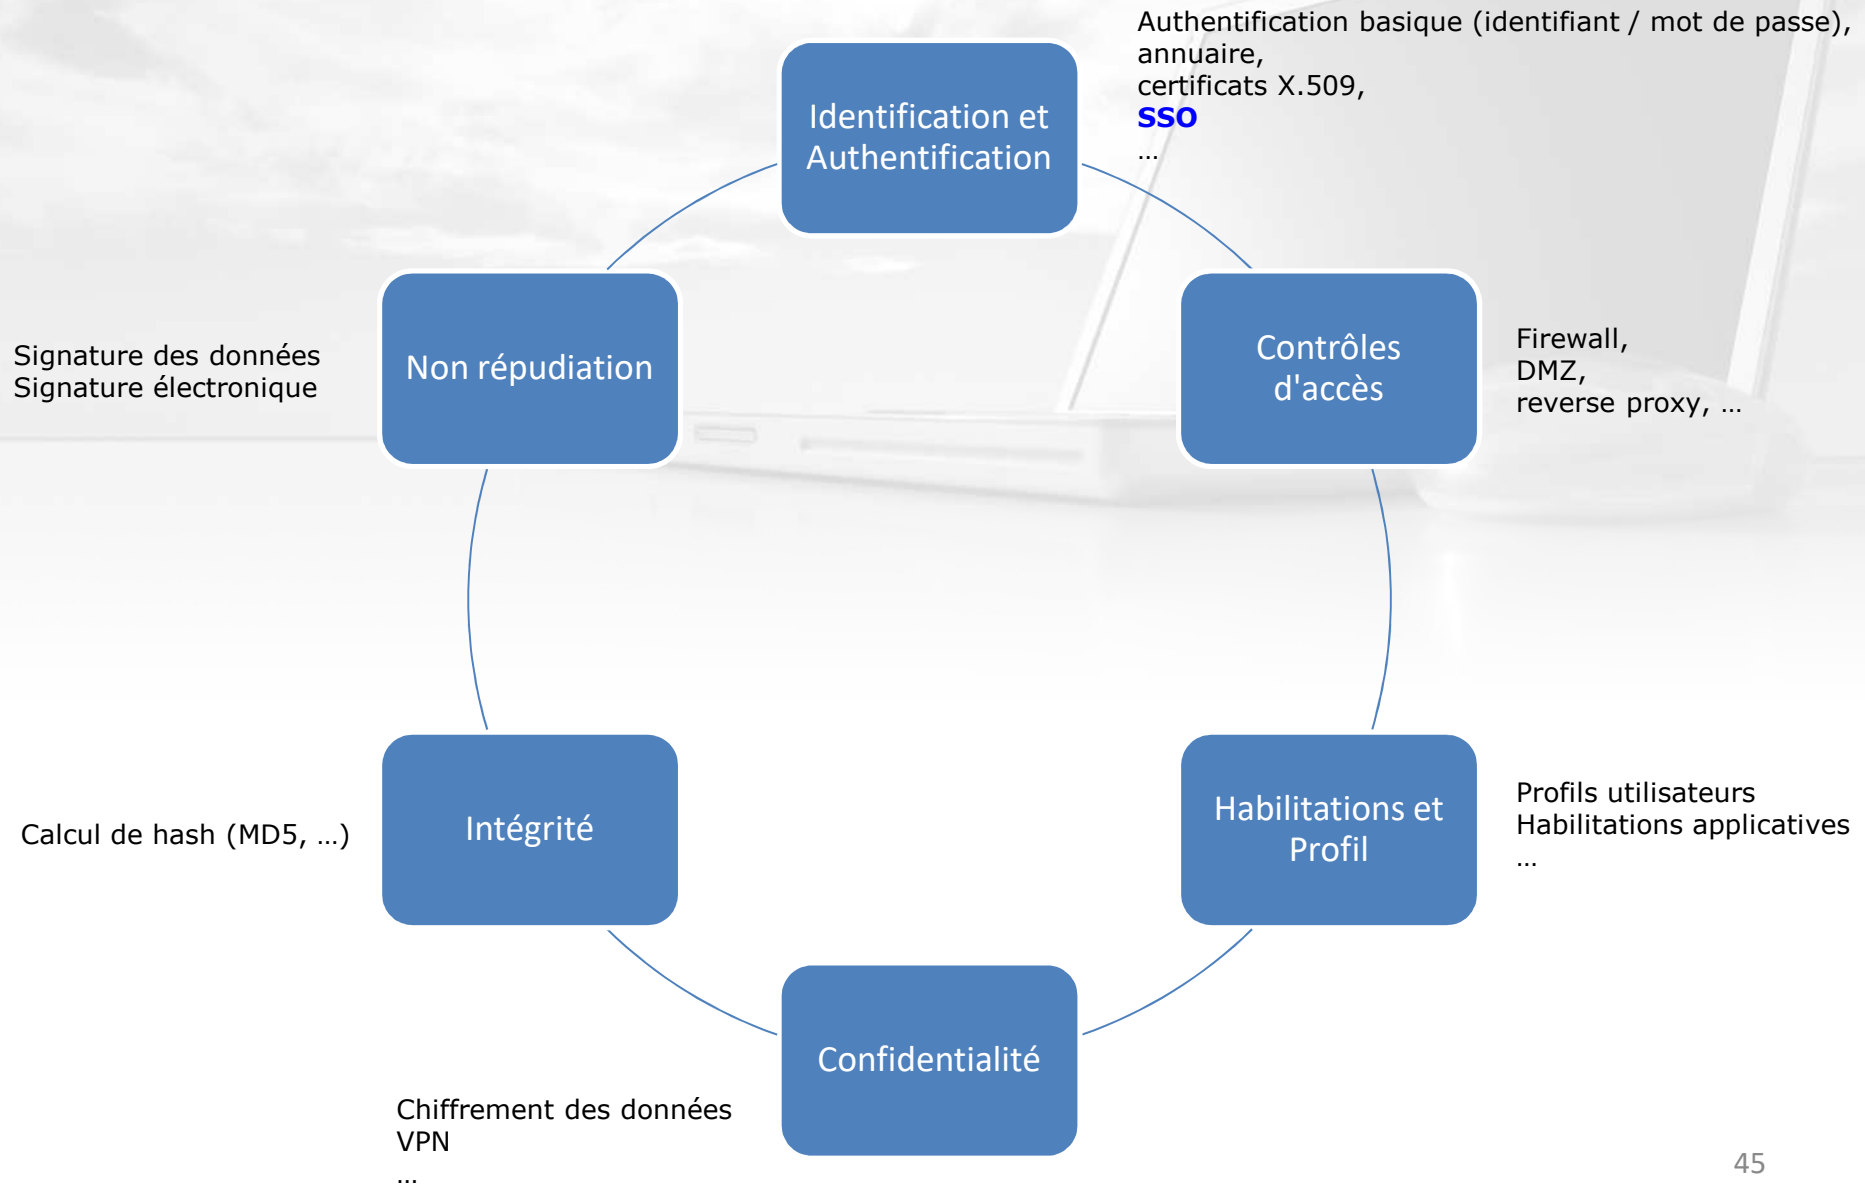 Authentification basique (identifiant / mot de passe),
annuaire,
certificats X.509,
SSO
…
Identification et
Authentification
Contrôles
d'accès
Firewall,
DMZ,
reverse proxy, …
Habilitations et
Profil
Profils utilisateurs
Habilitations applicatives
…
Confidentialité
Chiffrement des données
VPN
…
Intégrité
Calcul de hash (MD5, …)
Non répudiation
Signature des données
Signature électronique
45